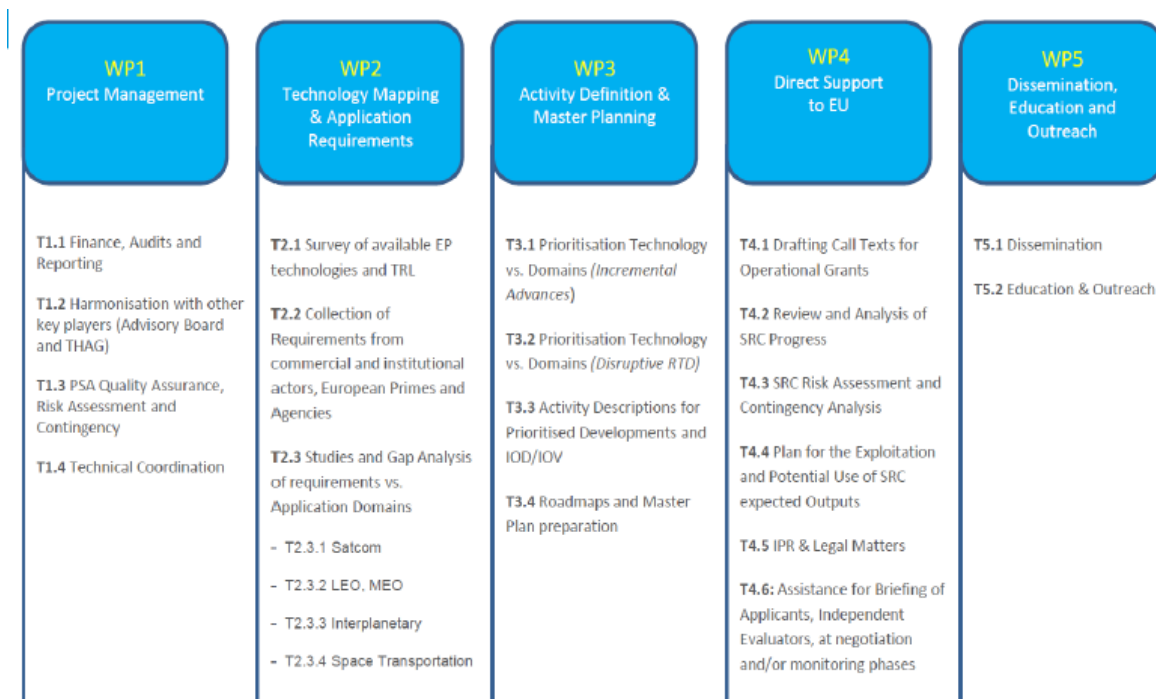 WP1
Project Management
T1.1 Finance, Audits and
Reporting
T1.2 Harmonisation with other
key players (Advisory Board
and THAG)
T1.3 PSA Quality Assurance,
Risk Assessment and
Contingency
T1.4 Technical Coordination
WP2
Technology Mapping
& Application
Requirements
T2.1 Survey of available EP
technologies and TRL
T2.2 Collection of
Requirements from
commercial and institutional
actors, European Primes and
Agencies
T2.3 Studies and Gap Analysis
of requirements vs.
Application Domains
- T2.3.1 Satcom
- T2.3.2 LEO, MEO
- T2.3.3 Interplanetary
- T2.3.4 Space Transportation
WP3
Activity Definition &
Master Planning
T3.1 Prioritisation Technology
vs. Domains (Incremental
Advances)
T3.2 Prioritisation Technology
vs. Domains (Disruptive RTD)
T3.3 Activity Descriptions for
Prioritised Developments and
IOD/IOV
T3.4 Roadmaps and Master
Plan preparation
WP4
Direct Support
to EU
T4.1 Drafting Call Texts for
Operational Grants
T4.2 Review and Analysis of
SRC Progress
T4.3 SRC Risk Assessment and
Contingency Analysis
T4.4 Plan for the Exploitation
and Potential Use of SRC
expected Outputs
T4.5 IPR & Legal Matters
T4.6: Assistance for Briefing of
Applicants, Independent
Evaluators, at negotiation
and/or monitoring phases
WP5
Dissemination,
Education and
Outreach
T5.1 Dissemination
T5.2 Education & Outreach